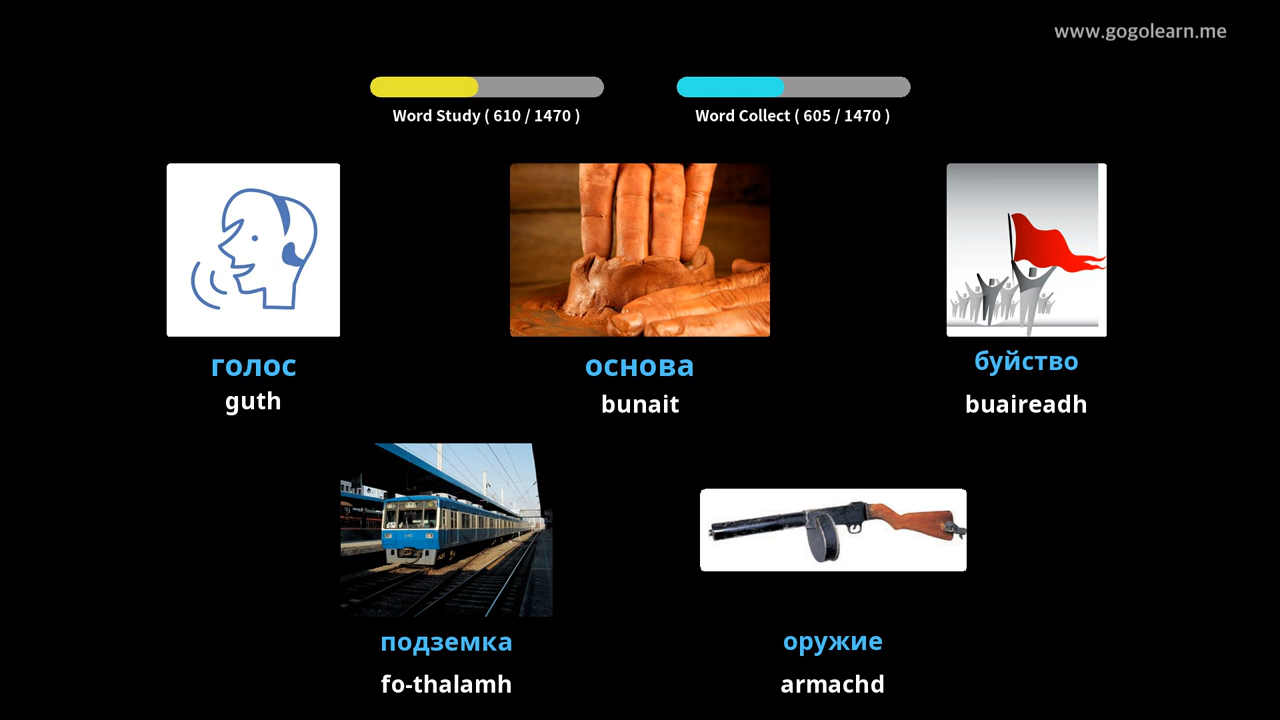 www.gogolearn.me
Word Study ( 610 / 1470 )
Word Collect ( 605 / 1470 )
голос
guth
основа
bunait
буйство
buaireadh
подземка
fo-thalamh
оружие
armachd